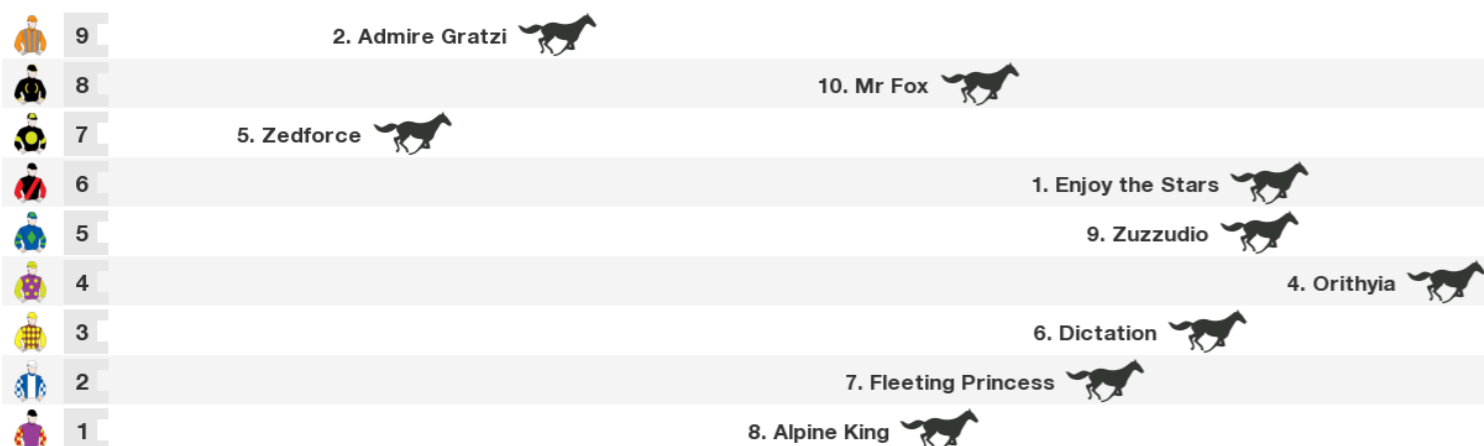 9 2. Admire Gratzi
8 10. Mr Fox
7 5. Zedforce
6 1. Enjoy the Stars
5 9. Zuzzudio
4 4. Orithyia
3 6. Dictation
2 7. Fleeting Princess
1 8. Alpine King